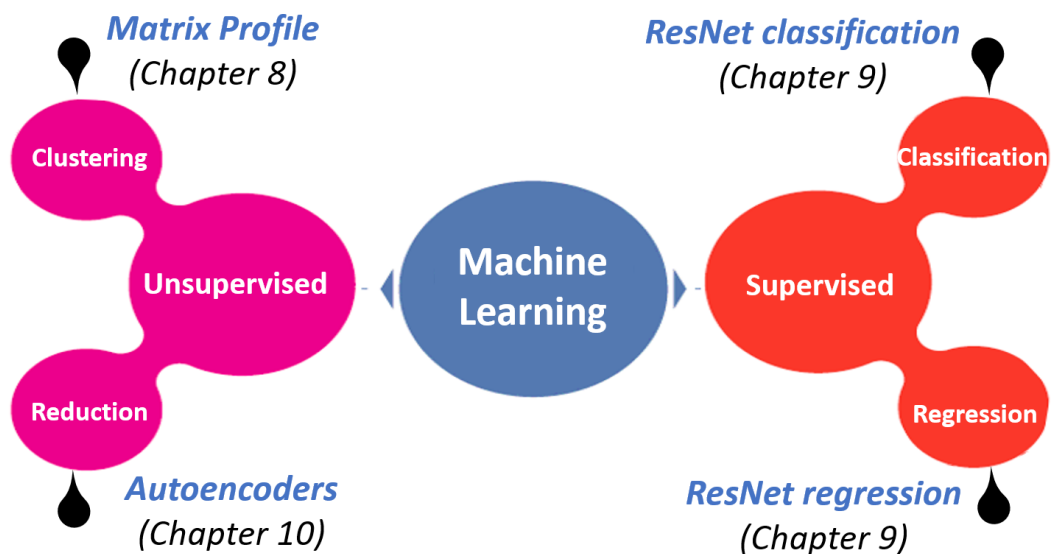 Matrix Profile
(Chapter 8)
ResNet classification
(Chapter 9)
Clustering
Classification
Unsupervised
Machine
Learning
Supervised
Reduction
Regression
Autoencoders
(Chapter 10)
ResNet regression
(Chapter 9)